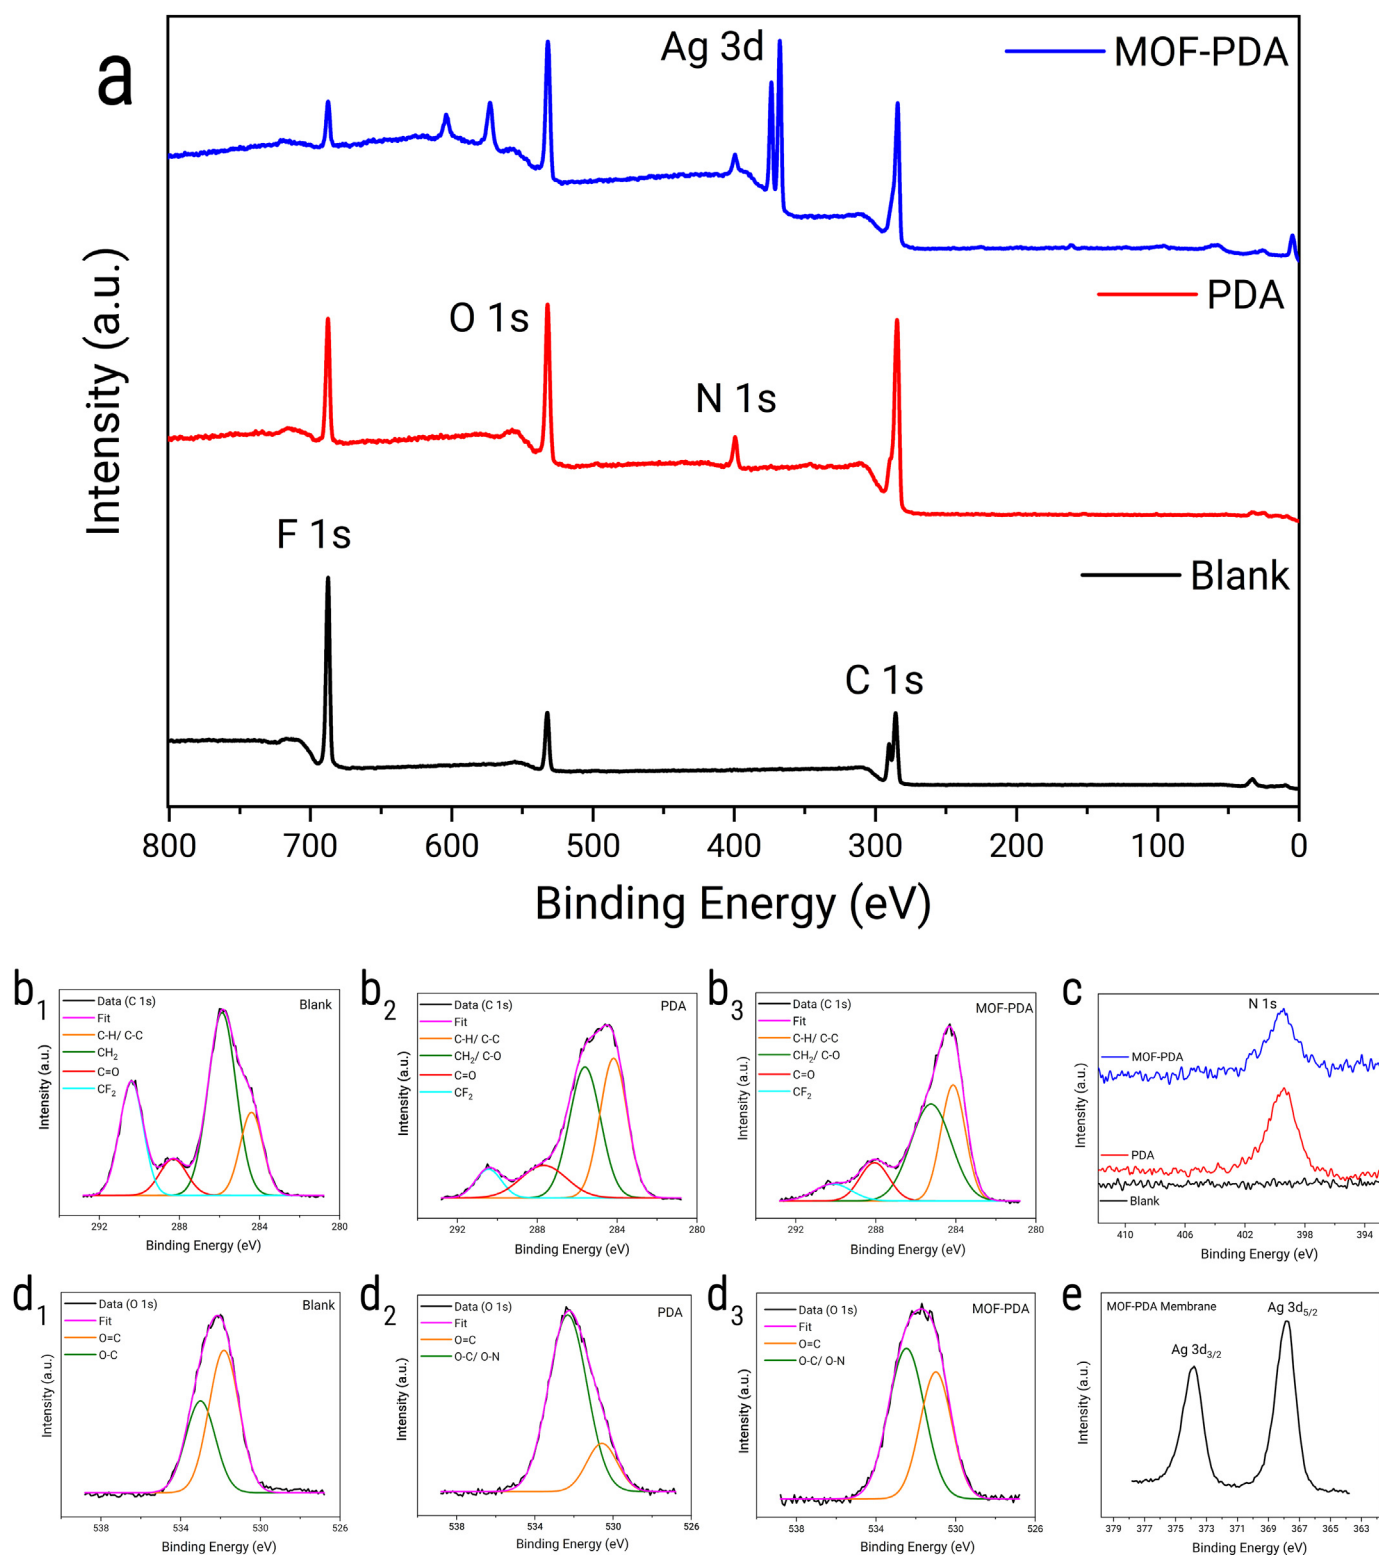 a
Ag 3d
MOF-PDA
O 1s
N 1s
PDA
F 1s
C 1s
Blank
Intensity (a.u.)
800 700 600 500 400 300 200 100 0
Binding Energy (eV)
b1
Data (C 1s)
Fit
C-H/ C-C
CH2
C=O
CF2
Blank
Intensity (a.u.)
292 288 284 280
Binding Energy (eV)
b2
Data (C 1s)
Fit
C-H/ C-C
CH2/ C-O
C=O
CF2
PDA
Intensity (a.u.)
292 288 284 280
Binding Energy (eV)
b3
Data (C 1s)
Fit
C-H/ C-C
CH2/ C-O
C=O
CF2
MOF-PDA
Intensity (a.u.)
292 288 284 280
Binding Energy (eV)
c
N 1s
MOF-PDA
PDA
Blank
Intensity (a.u.)
410 406 402 398 394
Binding Energy (eV)
d1
Data (O 1s)
Fit
O=C
O-C
Blank
Intensity (a.u.)
538 534 530 526
Binding Energy (eV)
d2
Data (O 1s)
Fit
O=C
O-C/ O-N
PDA
Intensity (a.u.)
538 534 530 526
Binding Energy (eV)
d3
Data (O 1s)
Fit
O=C
O-C/ O-N
MOF-PDA
Intensity (a.u.)
538 534 530 526
Binding Energy (eV)
e
MOF-PDA Membrane
Ag 3d5/2
Ag 3d3/2
Intensity (a.u.)
379 377 375 373 371 369 367 365 363
Binding Energy (eV)